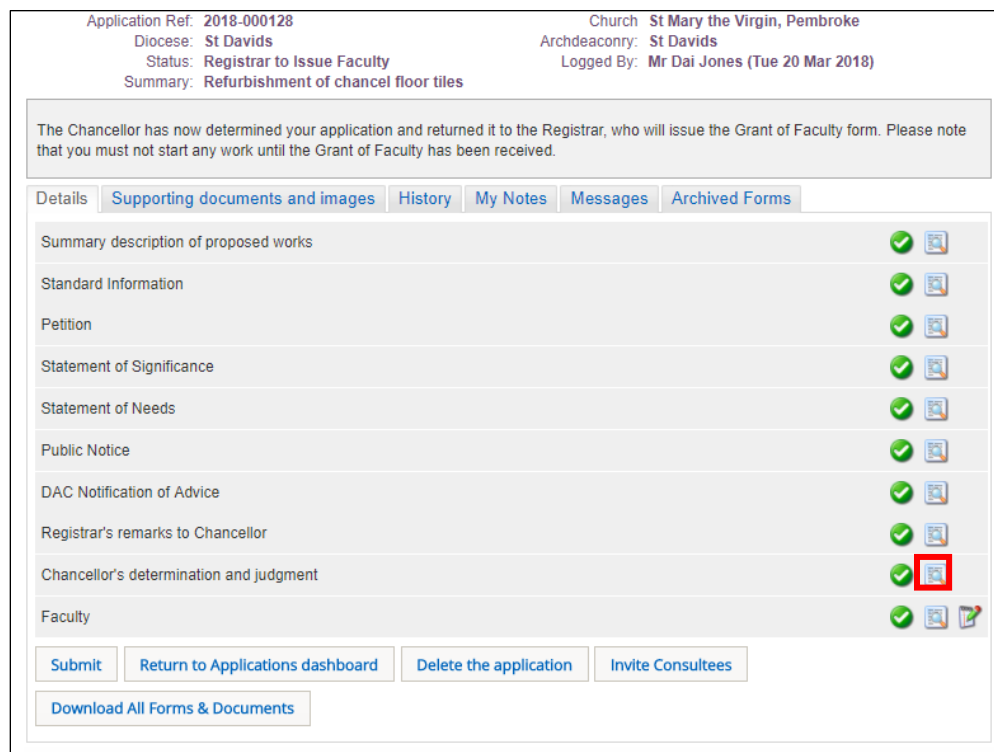 Application Ref: 2018-000128 Church St Mary the Virgin, Pembroke
Diocese: St Davids Archdeaconry: St Davids
Status: Registrar to Issue Faculty Logged By: Mr Dai Jones (Tue 20 Mar 2018)
Summary: Refurbishment of chancel floor tiles
The Chancellor has now determined your application and returned it to the Registrar, who will issue the Grant of Faculty form. Please note
that you must not start any work until the Grant of Faculty has been received.
Details Supporting documents and images History My Notes Messages Archived Forms
Summary description of proposed works
Standard Information
Petition
Statement of Significance
Statement of Needs
Public Notice
DAC Notification of Advice
Registrar's remarks to Chancellor
Chancellor's determination and judgment
Faculty
Submit Return to Applications dashboard Delete the application Invite Consultees
Download All Forms & Documents